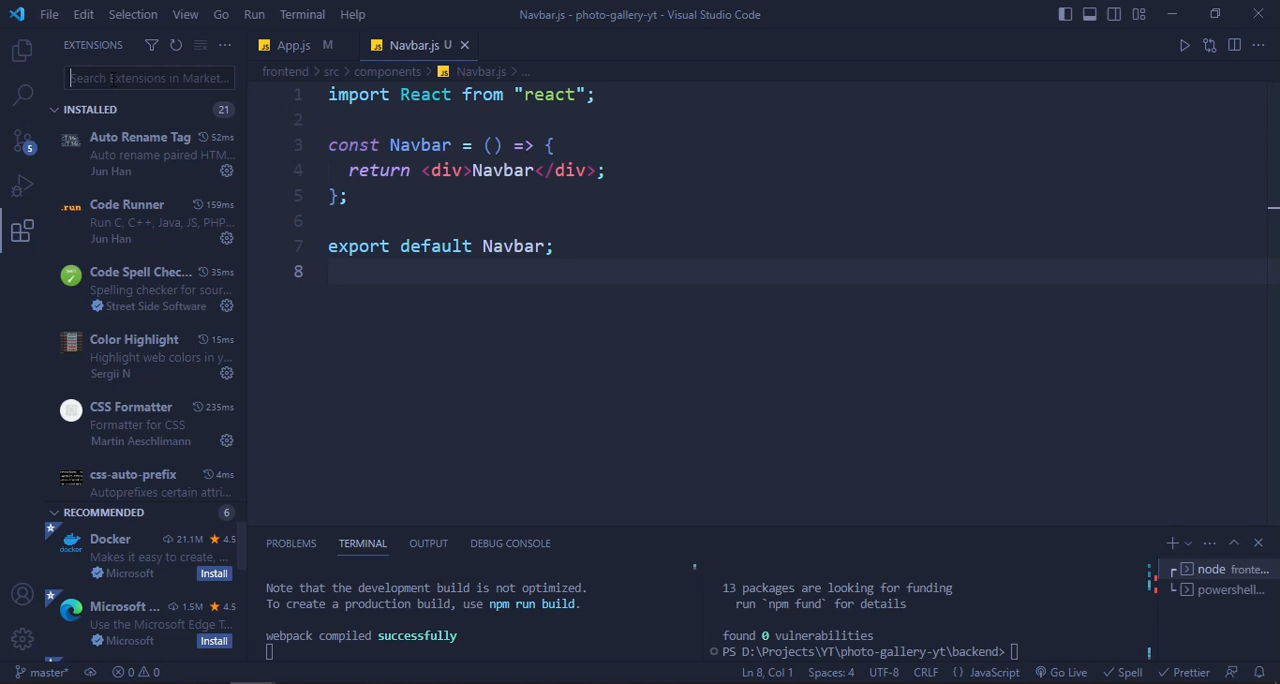 File Edit Selection View Go Run Terminal Help
Navbar.js - photo-gallery-yt - Visual Studio Code
EXTENSIONS
Search Extensions in Market...
INSTALLED 21
Auto Rename Tag 52ms
Auto rename paired HTM...
Jun Han
.run
Code Runner 159ms
Run C, C++, Java, JS, PHP...
Jun Han
Code Spell Chec... 35ms
Spelling checker for sour...
Street Side Software
Color Highlight 15ms
Highlight web colors in y...
Sergii N
CSS Formatter 235ms
Formatter for CSS
Martin Aeschlimann
css-auto-prefix 4ms
Autoprefixes certain attri...
RECOMMENDED 6
Docker 21.1M 4.5
docker
Makes it easy to create, ...
Microsoft Install
Microsoft ... 1.5M 4.5
Use the Microsoft Edge T...
Microsoft Install
5
JS App.js M
JS Navbar.js U
frontend > src > components > JS Navbar.js > ...
1 import React from "react";
2
3 const Navbar = () => {
4 return <div>Navbar</div>;
5 };
6
7 export default Navbar;
8
PROBLEMS TERMINAL OUTPUT DEBUG CONSOLE
Note that the development build is not optimized.
To create a production build, use npm run build.
webpack compiled successfully
13 packages are looking for funding
run `npm fund` for details
found 0 vulnerabilities
PS D:\Projects\YT\photo-gallery-yt\backend>
node fronte...
powershell...
master* 0 0
Ln 8, Col 1 Spaces: 4 UTF-8 CRLF {} JavaScript Go Live Spell Prettier